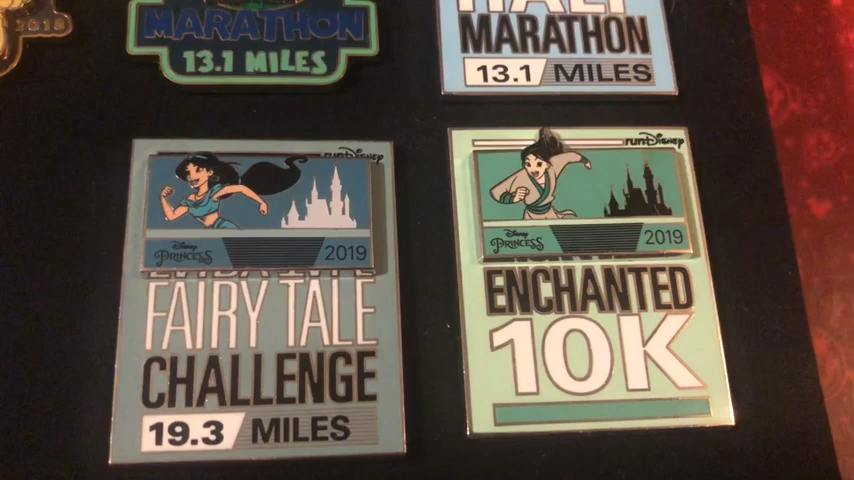 2019
MARATHON
13.1 MILES
MARATHON
13.1 MILES
runDisney
Disney
PRINCESS
2019
FAIRY TALE
CHALLENGE
19.3 MILES
runDisney
Disney
PRINCESS
2019
ENCHANTED
10K